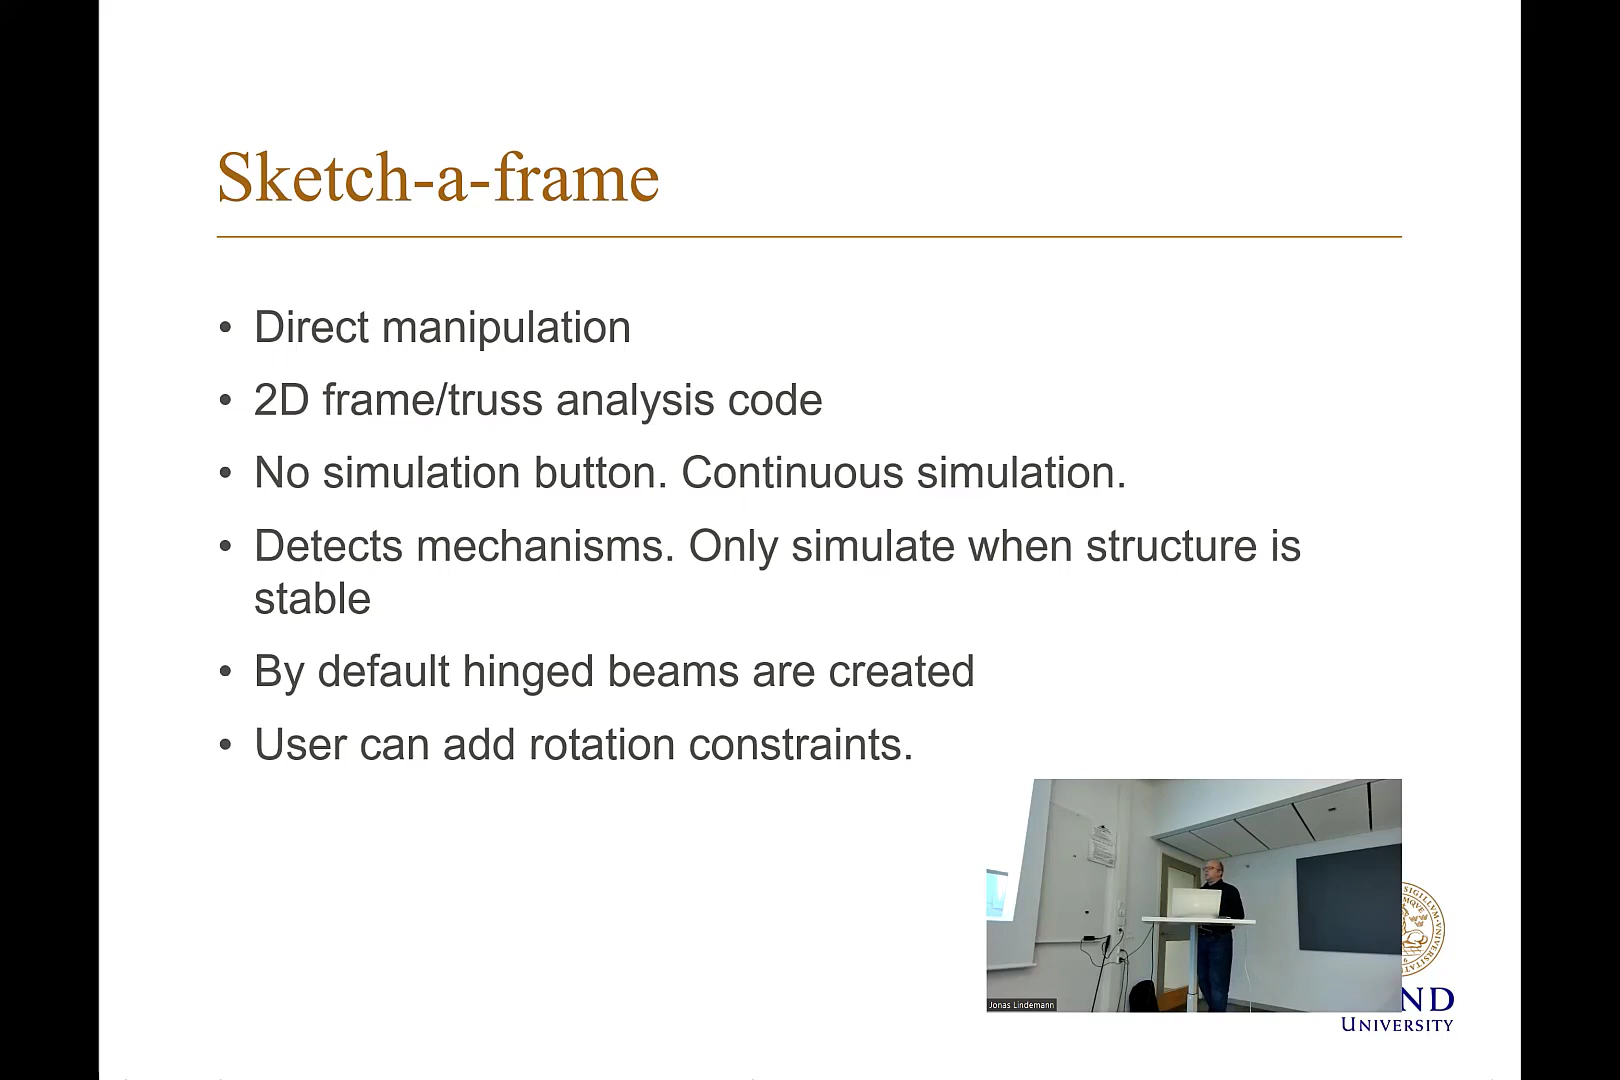 Sketch-a-frame
• Direct manipulation
• 2D frame/truss analysis code
• No simulation button. Continuous simulation.
• Detects mechanisms. Only simulate when structure is
stable
• By default hinged beams are created
• User can add rotation constraints.
Jonas Lindemann
ND
UNIVERSITY